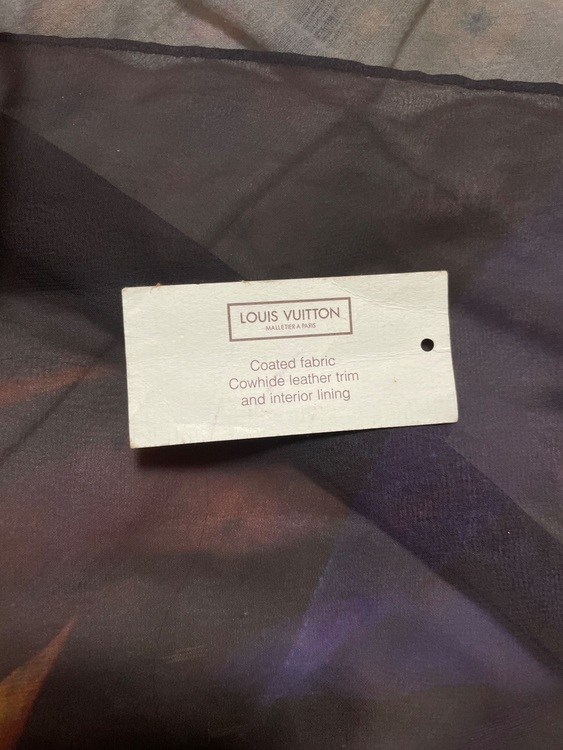 LOUIS VUITTON
MALLETIER A PARIS
Coated fabric
Cowhide leather trim
and interior lining